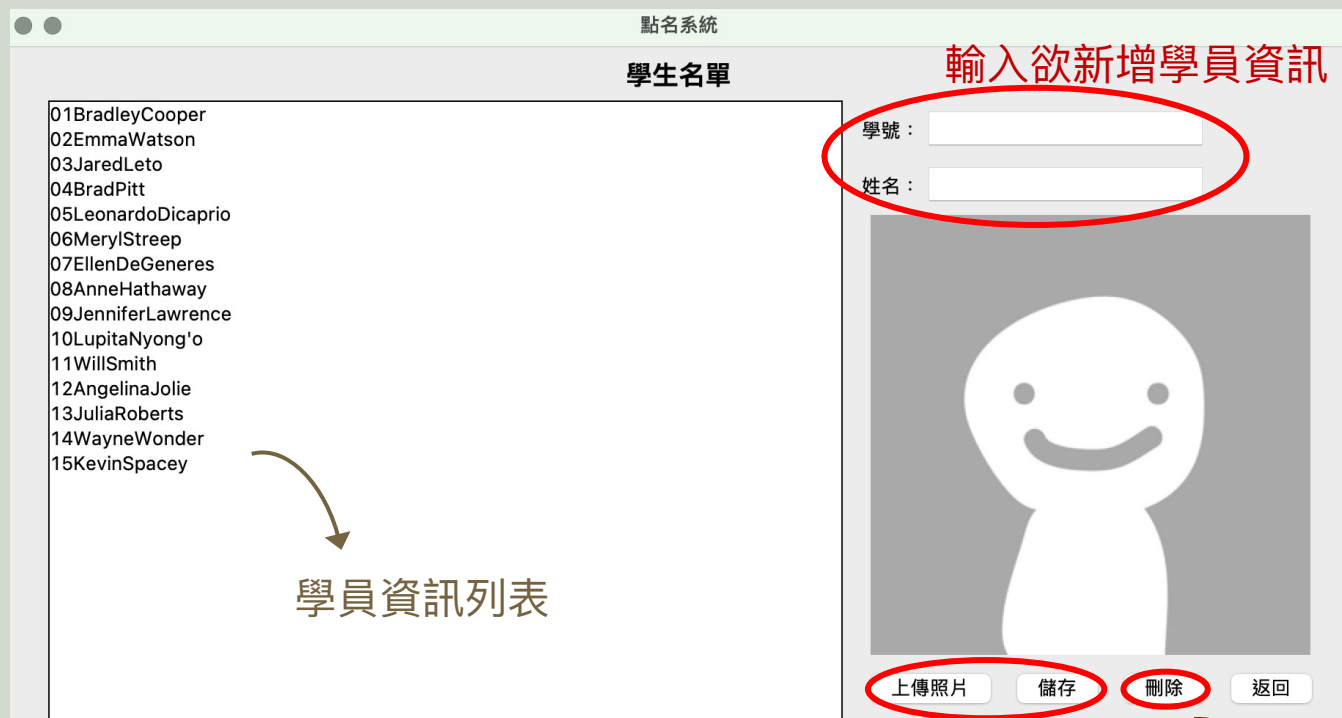 點名系統
學生名單
輸入欲新增學員資訊
01BradleyCooper
02EmmaWatson
03JaredLeto
04BradPitt
05LeonardoDicaprio
06MerylStreep
07EllenDeGeneres
08AnneHathaway
09JenniferLawrence
10LupitaNyong'o
11WillSmith
12AngelinaJolie
13JuliaRoberts
14WayneWonder
15KevinSpacey
學員資訊列表
學號：
姓名：
上傳照片
儲存
刪除
返回